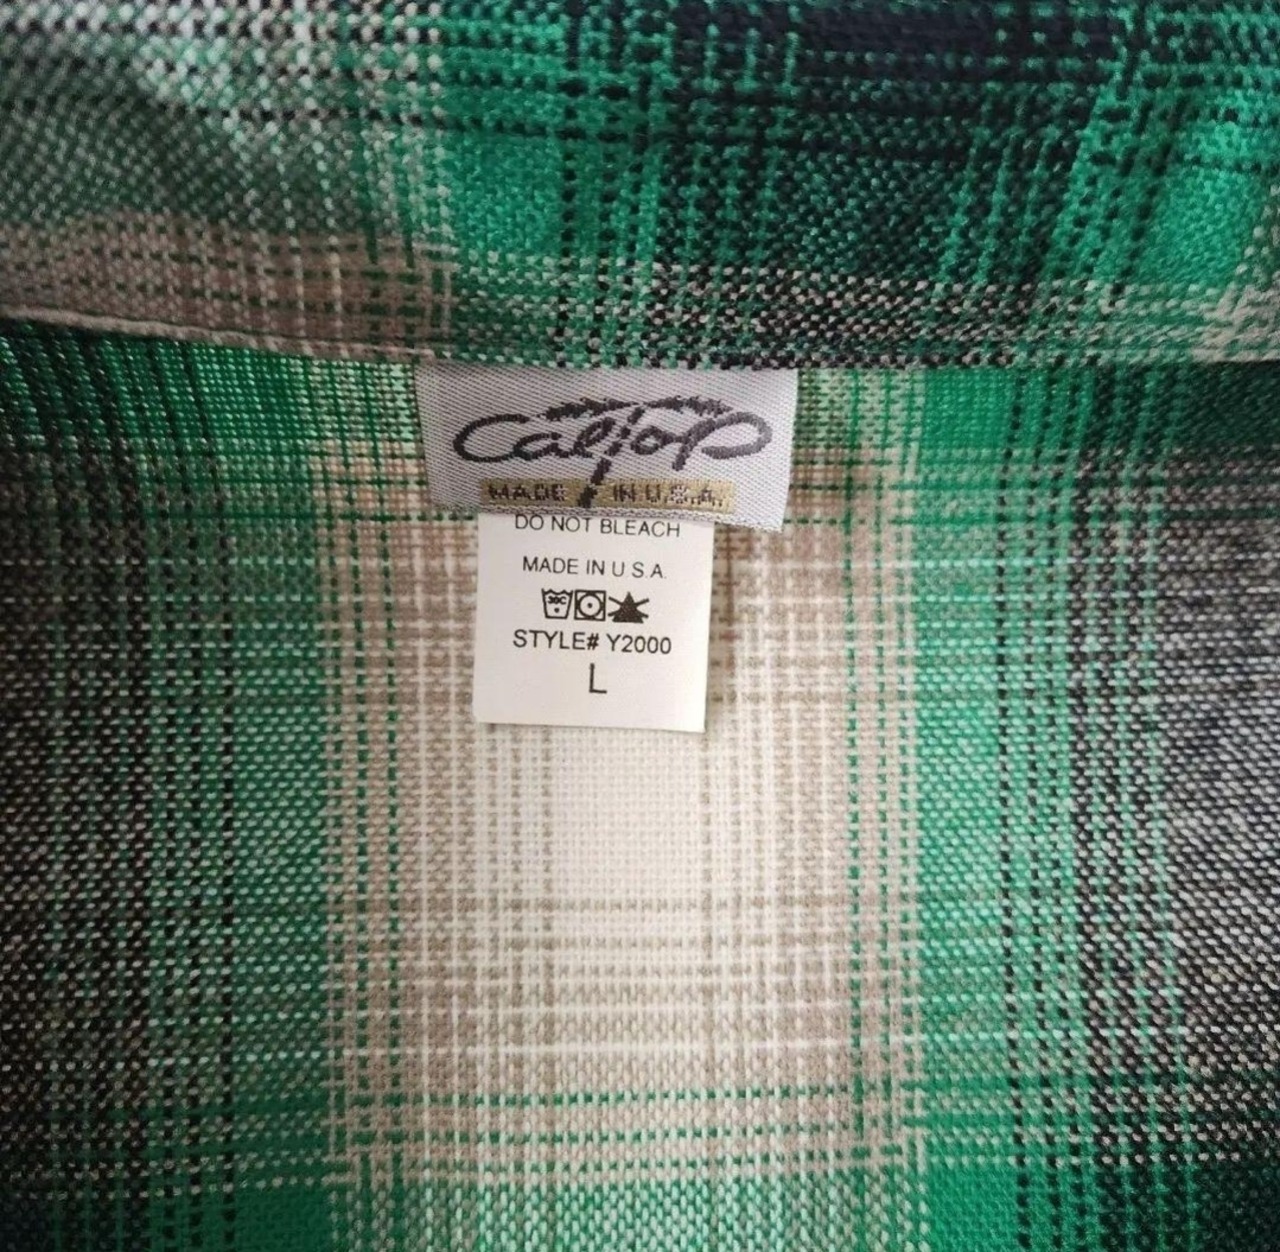 CalTop
MADE IN U.S.A.
DO NOT BLEACH
MADE IN U.S.A.
STYLE# Y2000
L